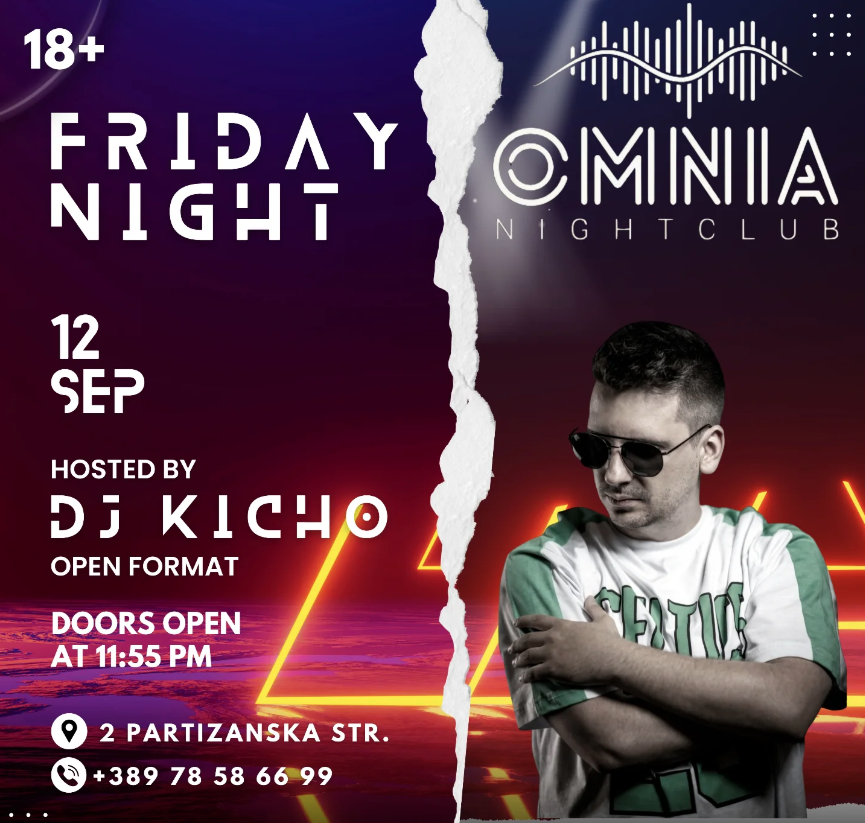 18+
FRIDAY
NIGHT
12
SEP
HOSTED BY
DJ KICHO
OPEN FORMAT
DOORS OPEN
AT 11:55 PM
2 PARTIZANSKA STR.
+389 78 58 66 99
OMNIA
NIGHTCLUB
CELTICS